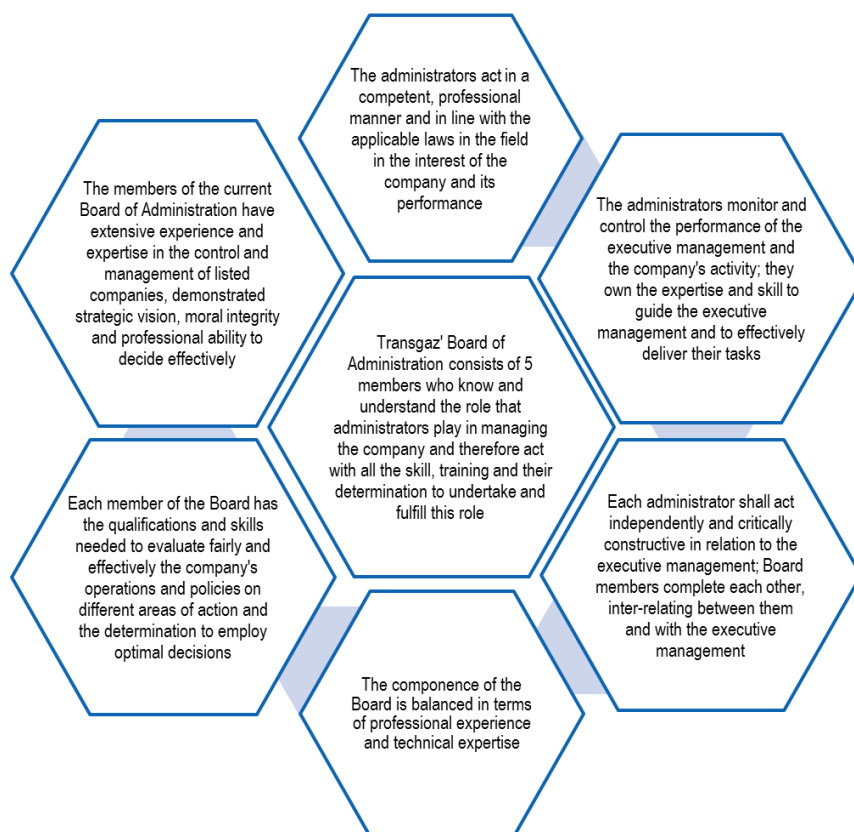 The administrators act in a
competent, professional
manner and in line with the
applicable laws in the field
in the interest of the
company and its
performance
The members of the current
Board of Administration have
extensive experience and
expertise in the control and
management of listed
companies, demonstrated
strategic vision, moral integrity
and professional ability to
decide effectively
The administrators monitor and
control the performance of the
executive management and
the company's activity; they
own the expertise and skill to
guide the executive
management and to effectively
deliver their tasks
Transgaz' Board of
Administration consists of 5
members who know and
understand the role that
administrators play in managing
the company and therefore act
with all the skill, training and their
determination to undertake and
fulfill this role
Each member of the Board has
the qualifications and skills
needed to evaluate fairly and
effectively the company's
operations and policies on
different areas of action and
the determination to employ
optimal decisions
Each administrator shall act
independently and critically
constructive in relation to the
executive management; Board
members complete each other,
inter-relating between them
and with the executive
management
The componence of the
Board is balanced in terms
of professional experience
and technical expertise